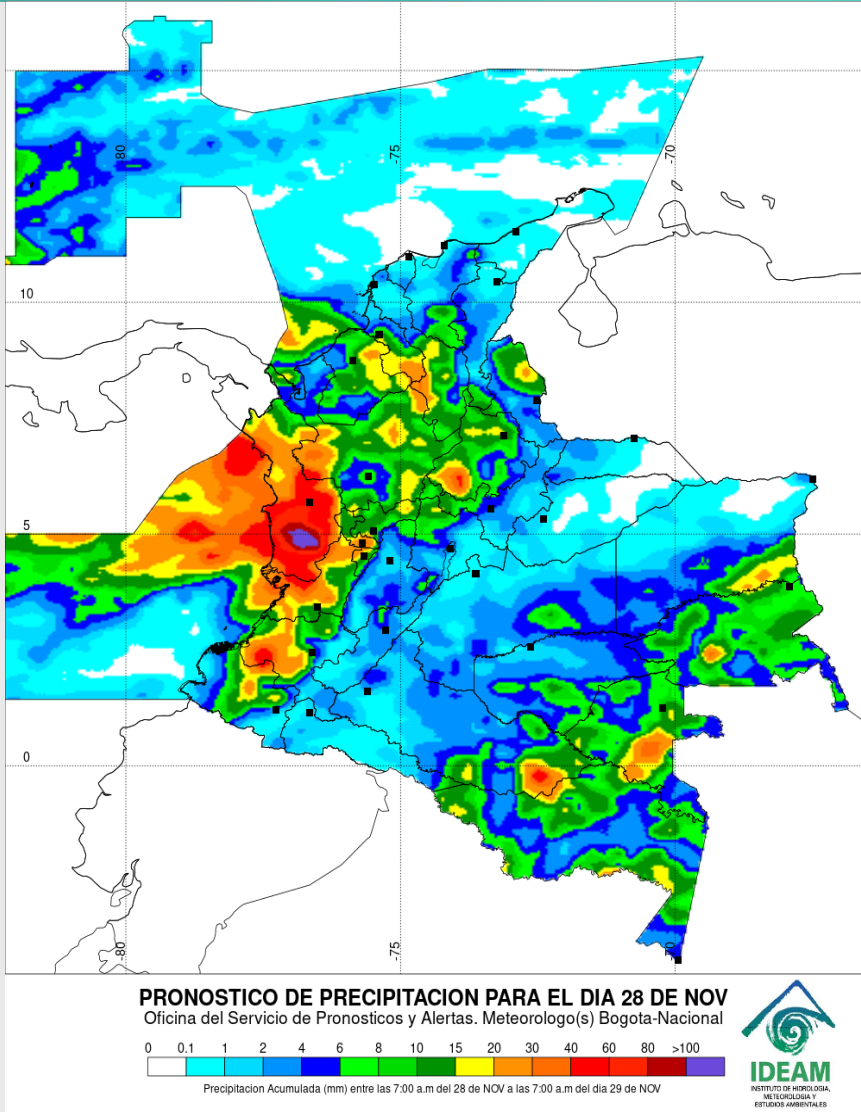 -80
-75
-70
10
5
0
-80
-75
-70
PRONOSTICO DE PRECIPITACION PARA EL DIA 28 DE NOV
Oficina del Servicio de Pronosticos y Alertas. Meteorologo(s) Bogota-Nacional
0 0.1 1 2 4 6 8 10 15 20 30 40 60 80 >100
Precipitacion Acumulada (mm) entre las 7:00 a.m del 28 de NOV a las 7:00 a.m del dia 29 de NOV
IDEAM
INSTITUTO DE HIDROLOGIA,
METEOROLOGIA Y
ESTUDIOS AMBIENTALES